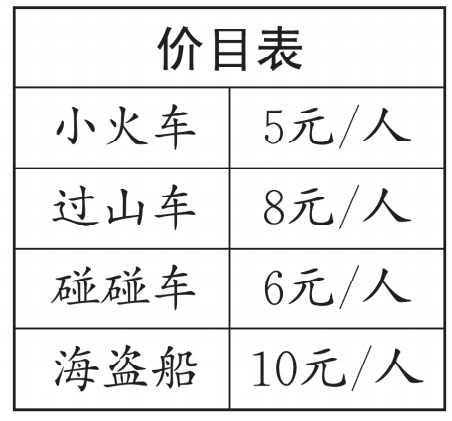 价目表
小火车 5元/人
过山车 8元/人
碰碰车 6元/人
海盗船 10元/人